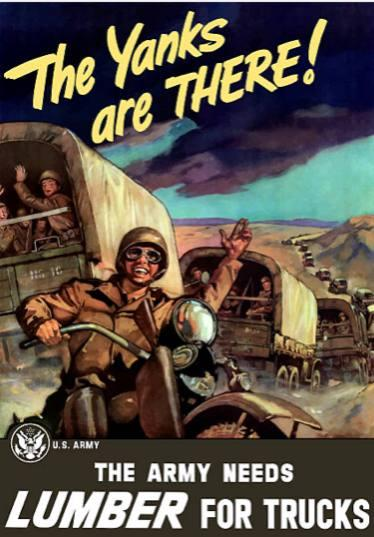 The Yanks
are THERE!
U.S. ARMY
THE ARMY NEEDS
LUMBER FOR TRUCKS